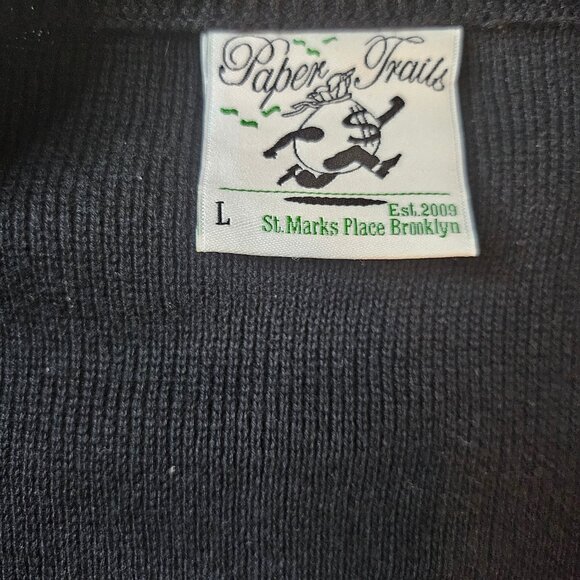 Paper Trails
$
L
Est.2009
St.Marks Place Brooklyn